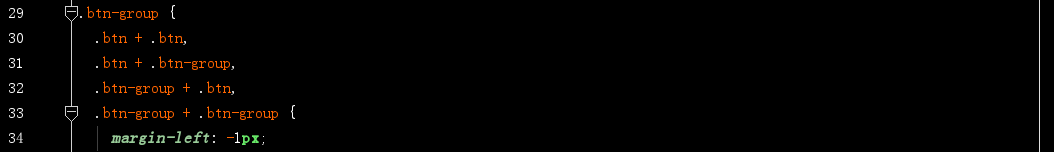 29 .btn-group {
30 .btn + .btn,
31 .btn + .btn-group,
32 .btn-group + .btn,
33 .btn-group + .btn-group {
34 margin-left: -1px;